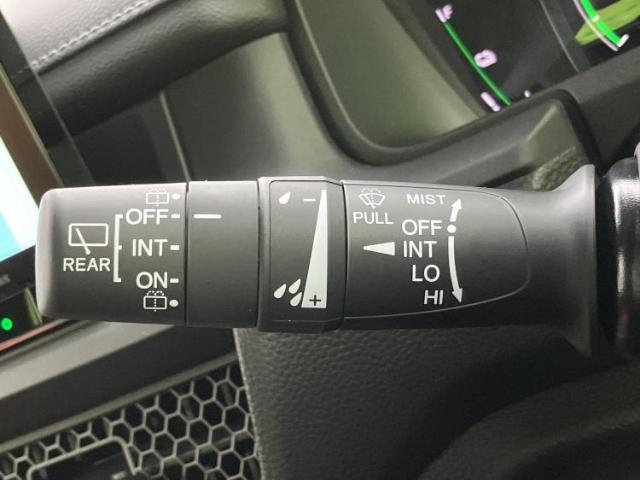 REAR
OFF
INT
ON
−
+
PULL
MIST
OFF
INT
LO
HI